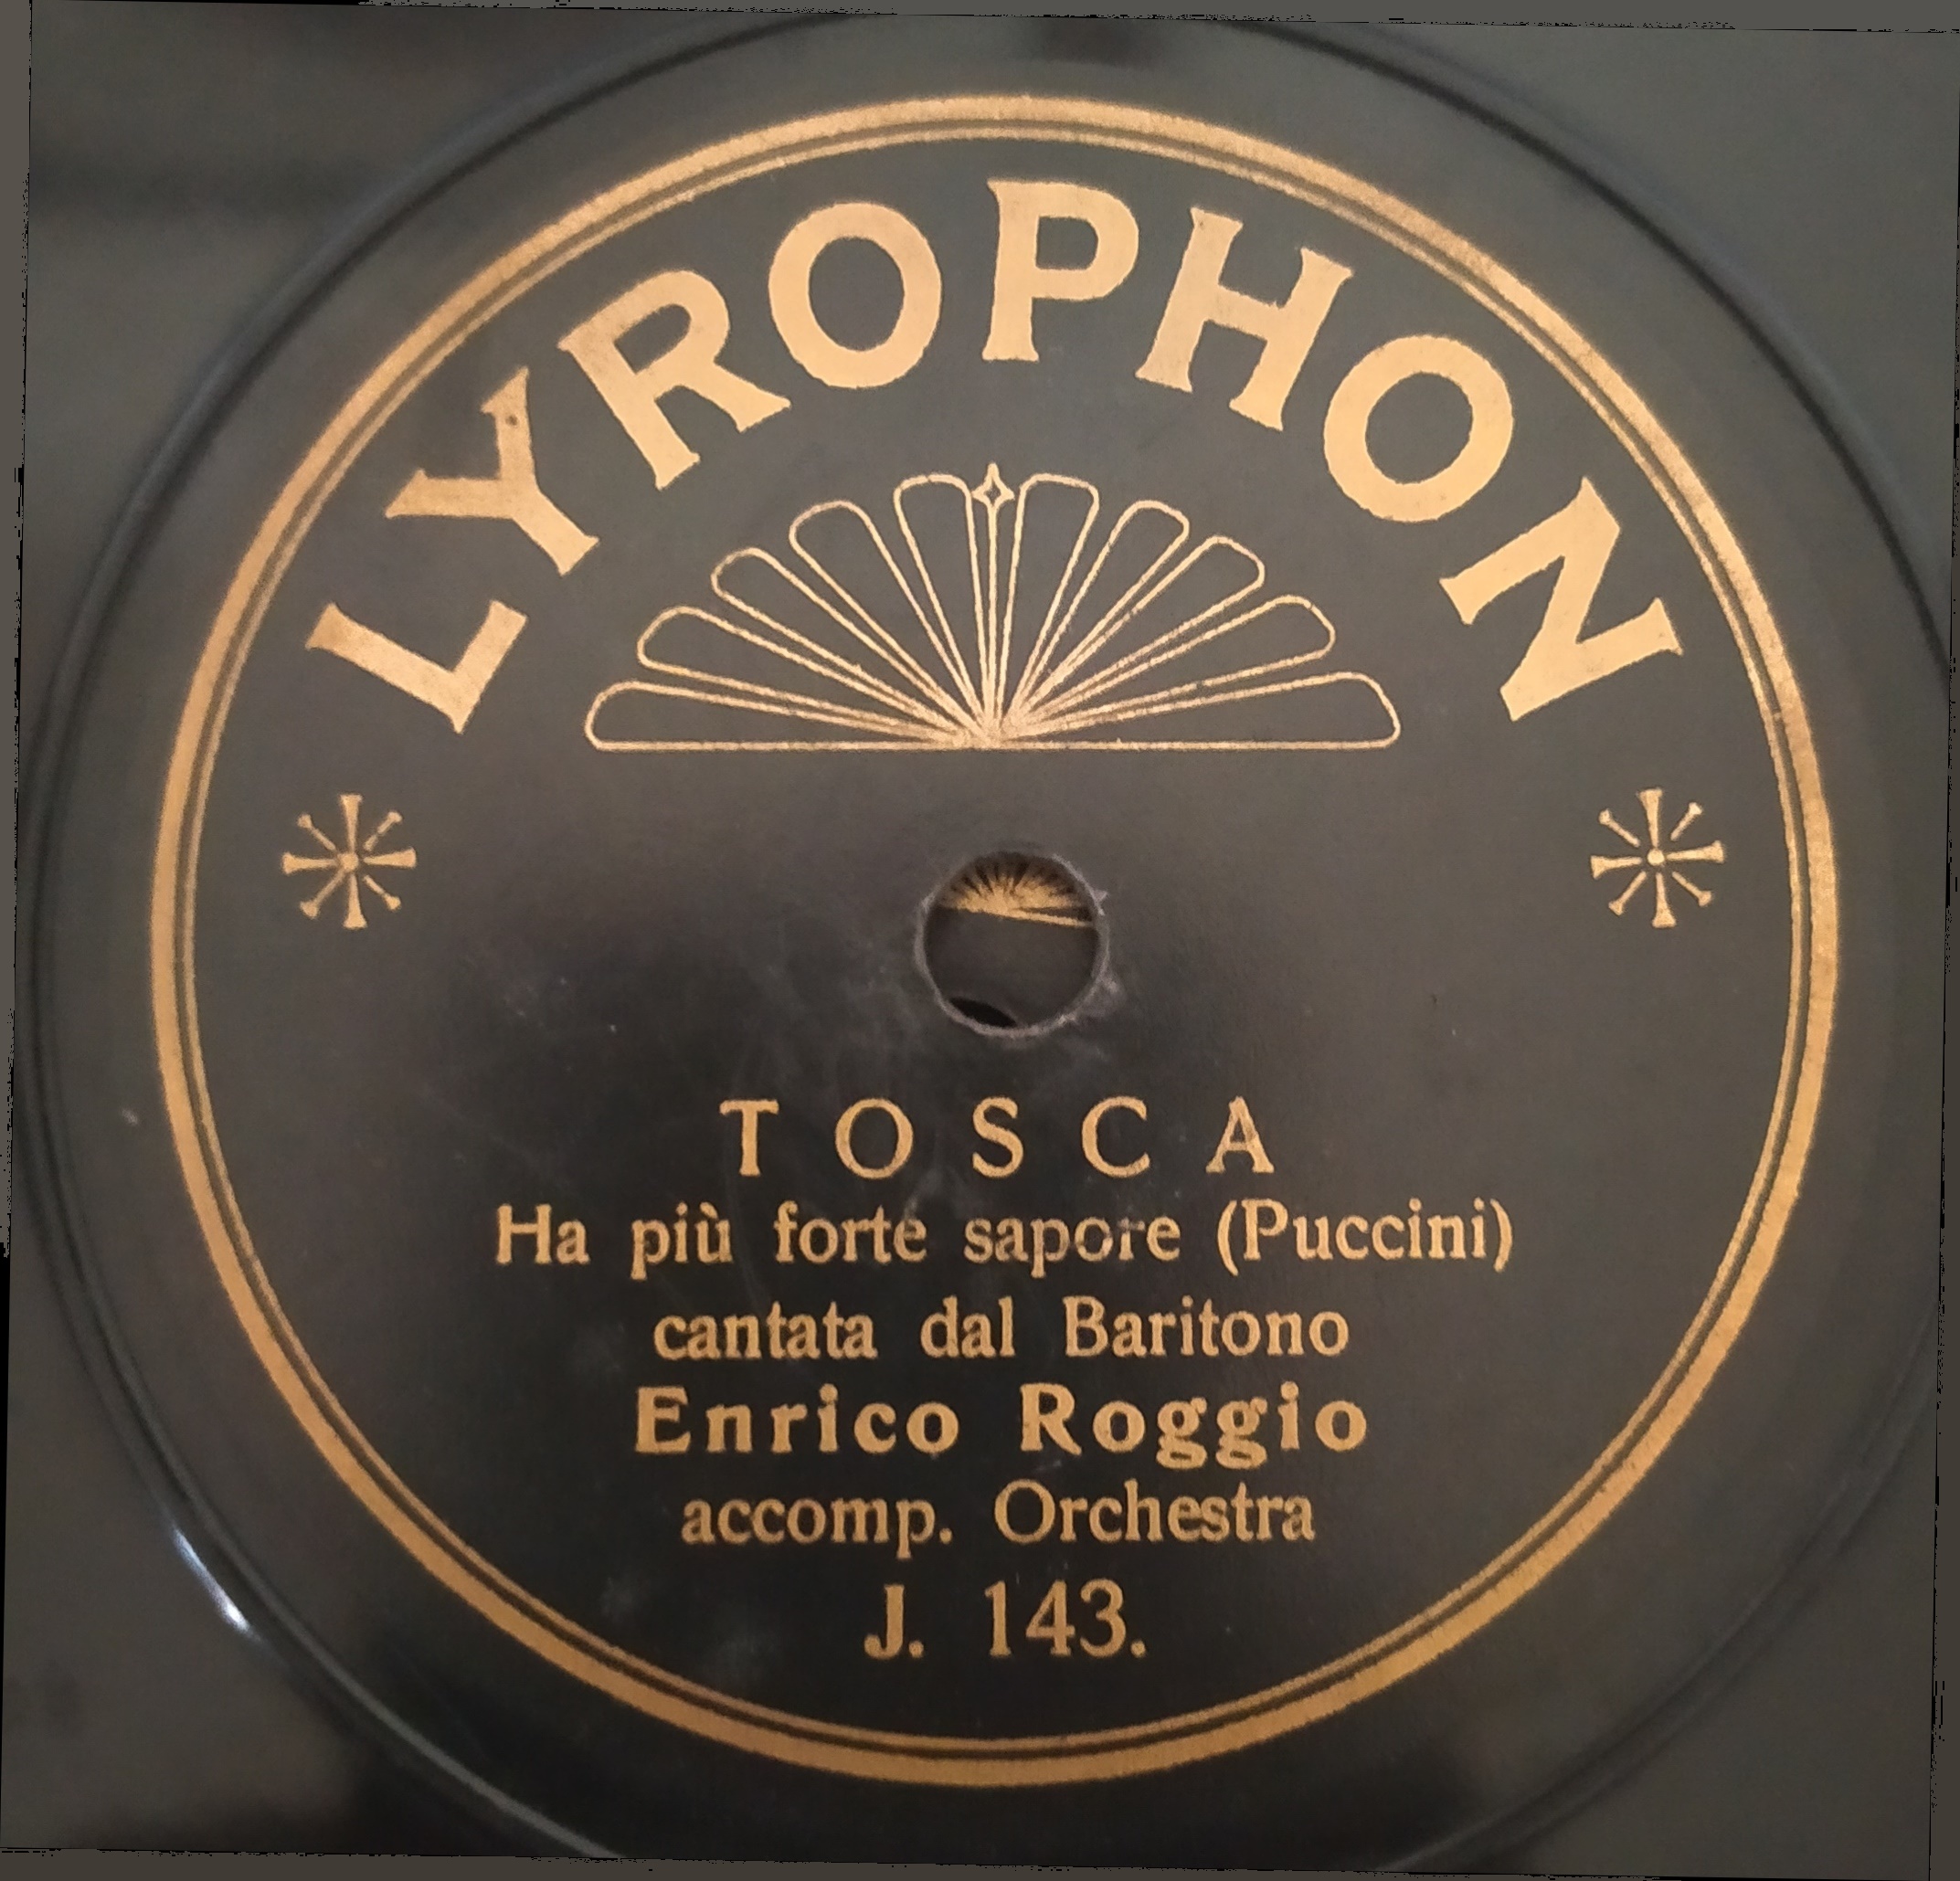 LYROPHON
TOSCA
Ha più forte sapore (Puccini)
cantata dal Baritono
Enrico Roggio
accomp. Orchestra
J. 143.